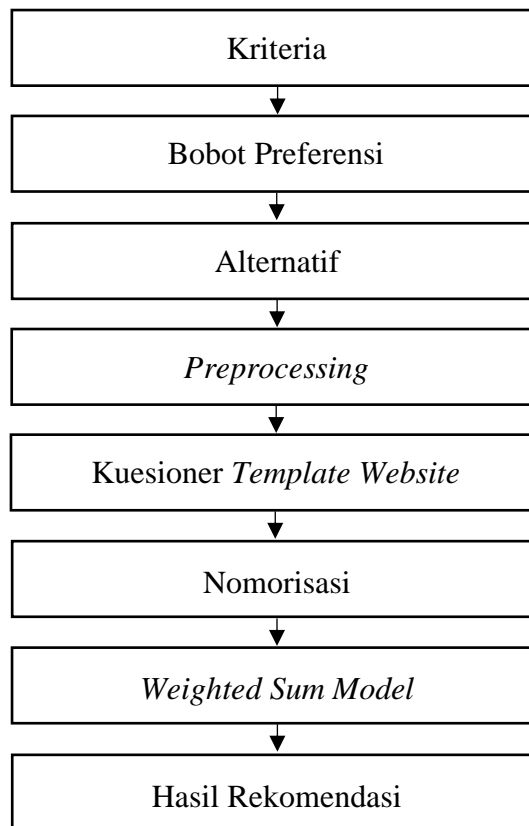 Kriteria
Bobot Preferensi
Alternatif
Preprocessing
Kuesioner Template Website
Nomorisasi
Weighted Sum Model
Hasil Rekomendasi